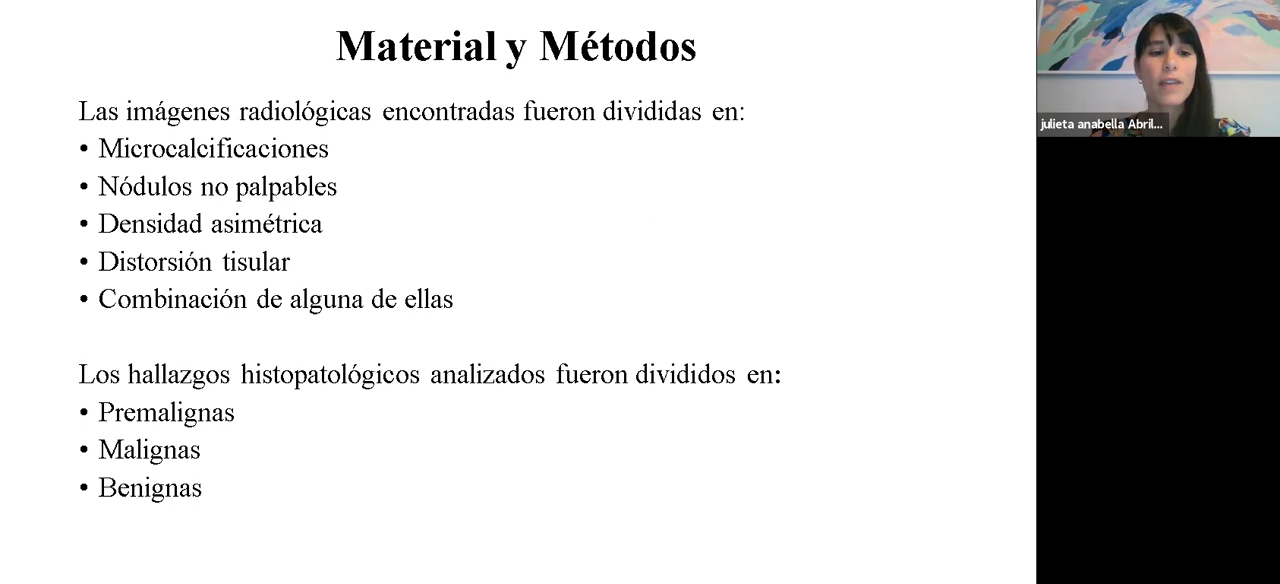 Material y Métodos
Las imágenes radiológicas encontradas fueron divididas en:
• Microcalcificaciones
• Nódulos no palpables
• Densidad asimétrica
• Distorsión tisular
• Combinación de alguna de ellas
Los hallazgos histopatológicos analizados fueron divididos en:
• Premalignas
• Malignas
• Benignas
julieta anabella Abril...